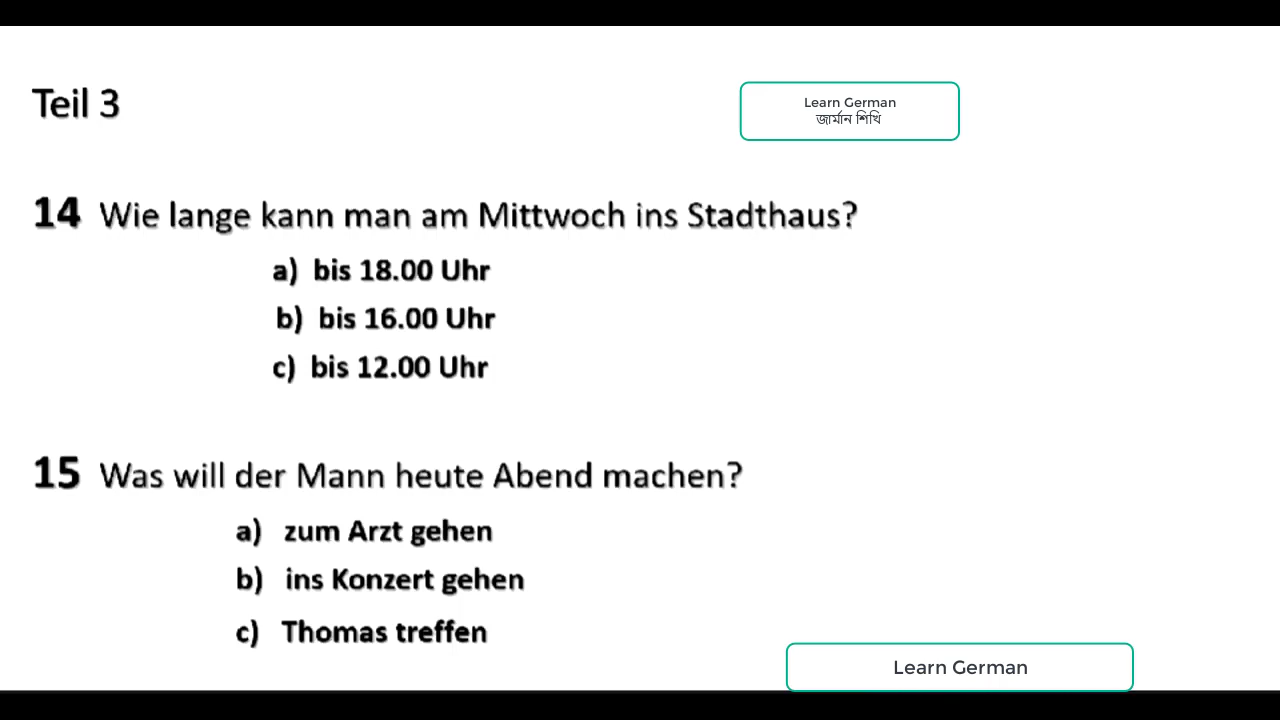 Teil 3
Learn German
জার্মান শিখি
14 Wie lange kann man am Mittwoch ins Stadthaus?
a) bis 18.00 Uhr
b) bis 16.00 Uhr
c) bis 12.00 Uhr
15 Was will der Mann heute Abend machen?
a) zum Arzt gehen
b) ins Konzert gehen
c) Thomas treffen
Learn German